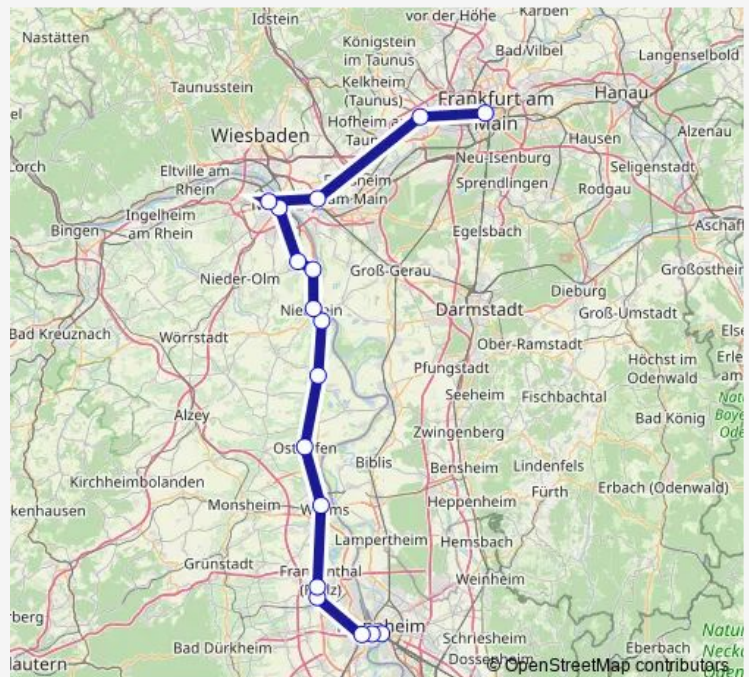 Idstein
vor der Höhe
Karben
Nastätten
Königstein
im Taunus
Bad Vilbel
Langenselbold
Taunusstein
Kelkheim
(Taunus)
Frankfurt am
Main
Hanau
Hofheim a
Wiesbaden
Alzenau
Hausen
Neu-Isenburg
Eltville am
Rhein
Seligenstadt
Sprendlingen
am Main
Rodgau
Ingelheim
am Rhein
Bingen
Egelsbach
Aschaff
Nieder-Olm
Groß-Gerau
Großostheim
Dieburg
Darmstadt
Groß-Umstadt
Bad Kreuznach
Wörrstadt
Ober-Ramstadt
Höchst im
Odenwald
Pfungstadt
Seeheim
Fischbachtal
Alzey
Bad König
Zwingenberg
Biblis
Bensheim
Lindenfels
Kirchheimbolanden
Fürth
Erbach (Odenwald)
Monsheim
Heppenheim
Lampertheim
Hemsbach
Grünstadt
Weinheim
Bad Dürkheim
Schriesheim
Eberbach
Dossenheim
© OpenStreetMap contributors